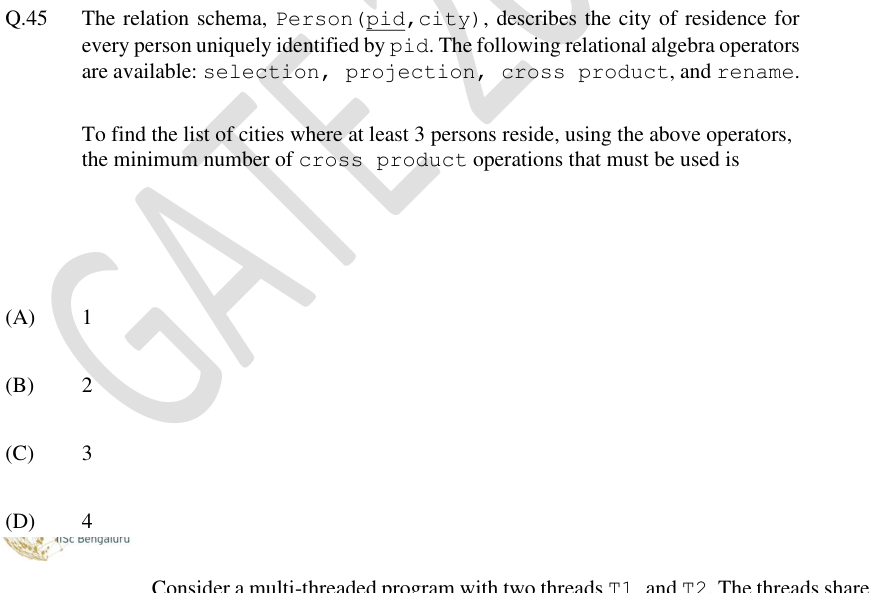 Q.45 The relation schema, Person(pid,city), describes the city of residence for
every person uniquely identified by pid. The following relational algebra operators
are available: selection, projection, cross product, and rename.
To find the list of cities where at least 3 persons reside, using the above operators,
the minimum number of cross product operations that must be used is
(A) 1
(B) 2
(C) 3
(D) 4
IISc Bengaluru
Consider a multi-threaded program with two threads T1 and T2. The threads share
GATE 20